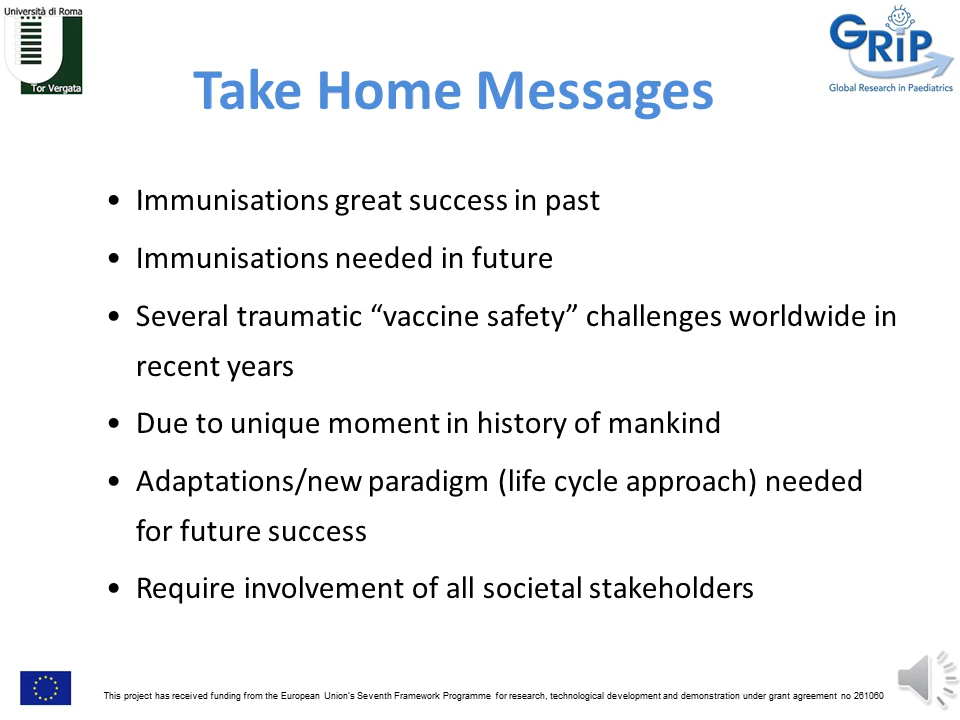 Università di Roma
Tor Vergata
GRiP
Global Research in Paediatrics
Take Home Messages
• Immunisations great success in past
• Immunisations needed in future
• Several traumatic “vaccine safety” challenges worldwide in
recent years
• Due to unique moment in history of mankind
• Adaptations/new paradigm (life cycle approach) needed
for future success
• Require involvement of all societal stakeholders
This project has received funding from the European Union's Seventh Framework Programme for research, technological development and demonstration under grant agreement no 261060